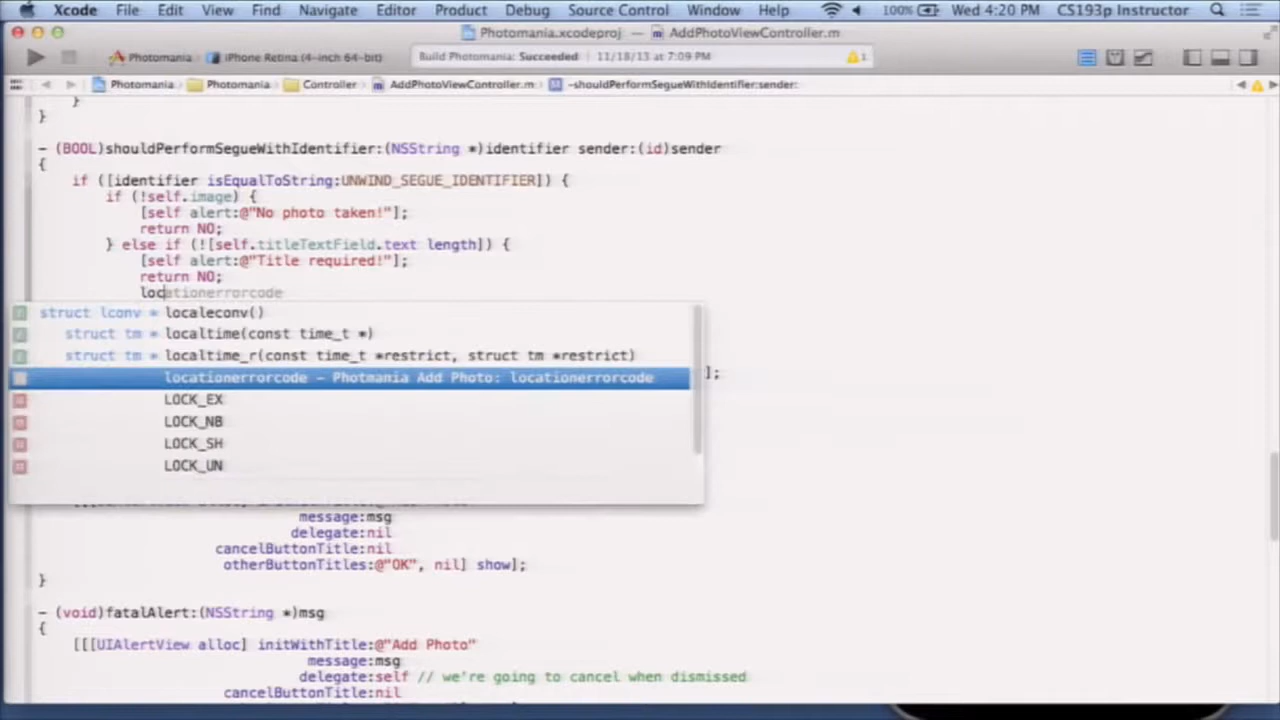 Xcode File Edit View Find Navigate Editor Product Debug Source Control Window Help 100% Wed 4:20 PM CS193p Instructor
Photomania.xcodeproj — AddPhotoViewController.m
Photomania iPhone Retina (4-inch 64-bit) Build Photomania: Succeeded 11/18/13 at 7:09 PM 1
Photomania Photomania Controller AddPhotoViewController.m -shouldPerformSegueWithIdentifier:sender:
}
}
- (BOOL)shouldPerformSegueWithIdentifier:(NSString *)identifier sender:(id)sender
{
if ([identifier isEqualToString:UNWIND_SEGUE_IDENTIFIER]) {
if (!self.image) {
[self alert:@"No photo taken!"];
return NO;
} else if (![self.titleTextField.text length]) {
[self alert:@"Title required!"];
return NO;
locationerrorcode
struct lconv * localeconv()
struct tm * localtime(const time_t *)
struct tm * localtime_r(const time_t *restrict, struct tm *restrict)
locationerrorcode – Photmania Add Photo: locationerrorcode
];
LOCK_EX
LOCK_NB
LOCK_SH
LOCK_UN
message:msg
delegate:nil
cancelButtonTitle:nil
otherButtonTitles:@"OK", nil] show];
}
- (void)fatalAlert:(NSString *)msg
{
[[[UIAlertView alloc] initWithTitle:@"Add Photo"
message:msg
delegate:self // we're going to cancel when dismissed
cancelButtonTitle:nil